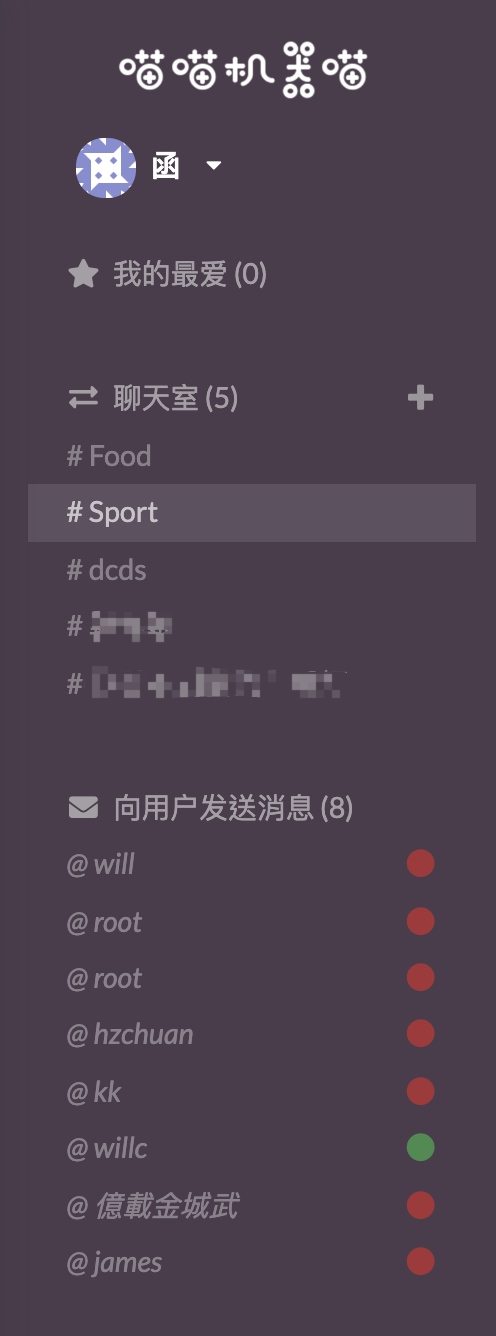 喵喵机器喵
函
我的最爱 (0)
聊天室 (5)
# Food
# Sport
# dcds
#
#
向用户发送消息 (8)
@ will
@ root
@ root
@ hzchuan
@ kk
@ willc
@ 億載金城武
@ james